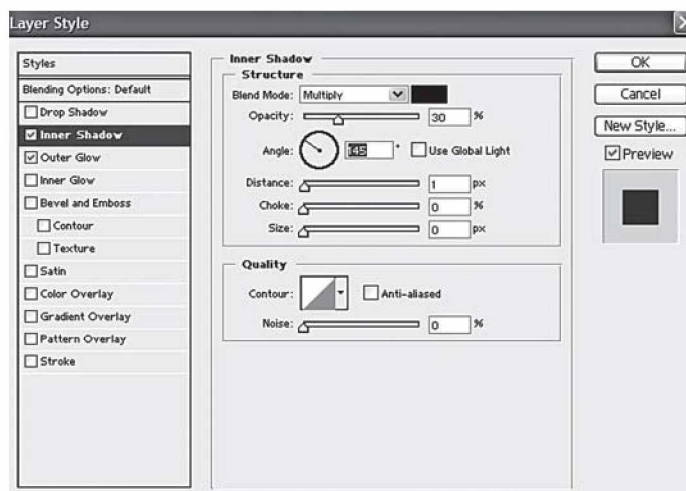 Layer Style
Styles
Blending Options: Default
Drop Shadow
Inner Shadow
Outer Glow
Inner Glow
Bevel and Emboss
Contour
Texture
Satin
Color Overlay
Gradient Overlay
Pattern Overlay
Stroke
Inner Shadow
Structure
Blend Mode: Multiply
Opacity: 30 %
Angle: ° Use Global Light
Distance: 1 px
Choke: 0 %
Size: 0 px
Quality
Contour: Anti-aliased
Noise: 0 %
OK
Cancel
New Style...
Preview